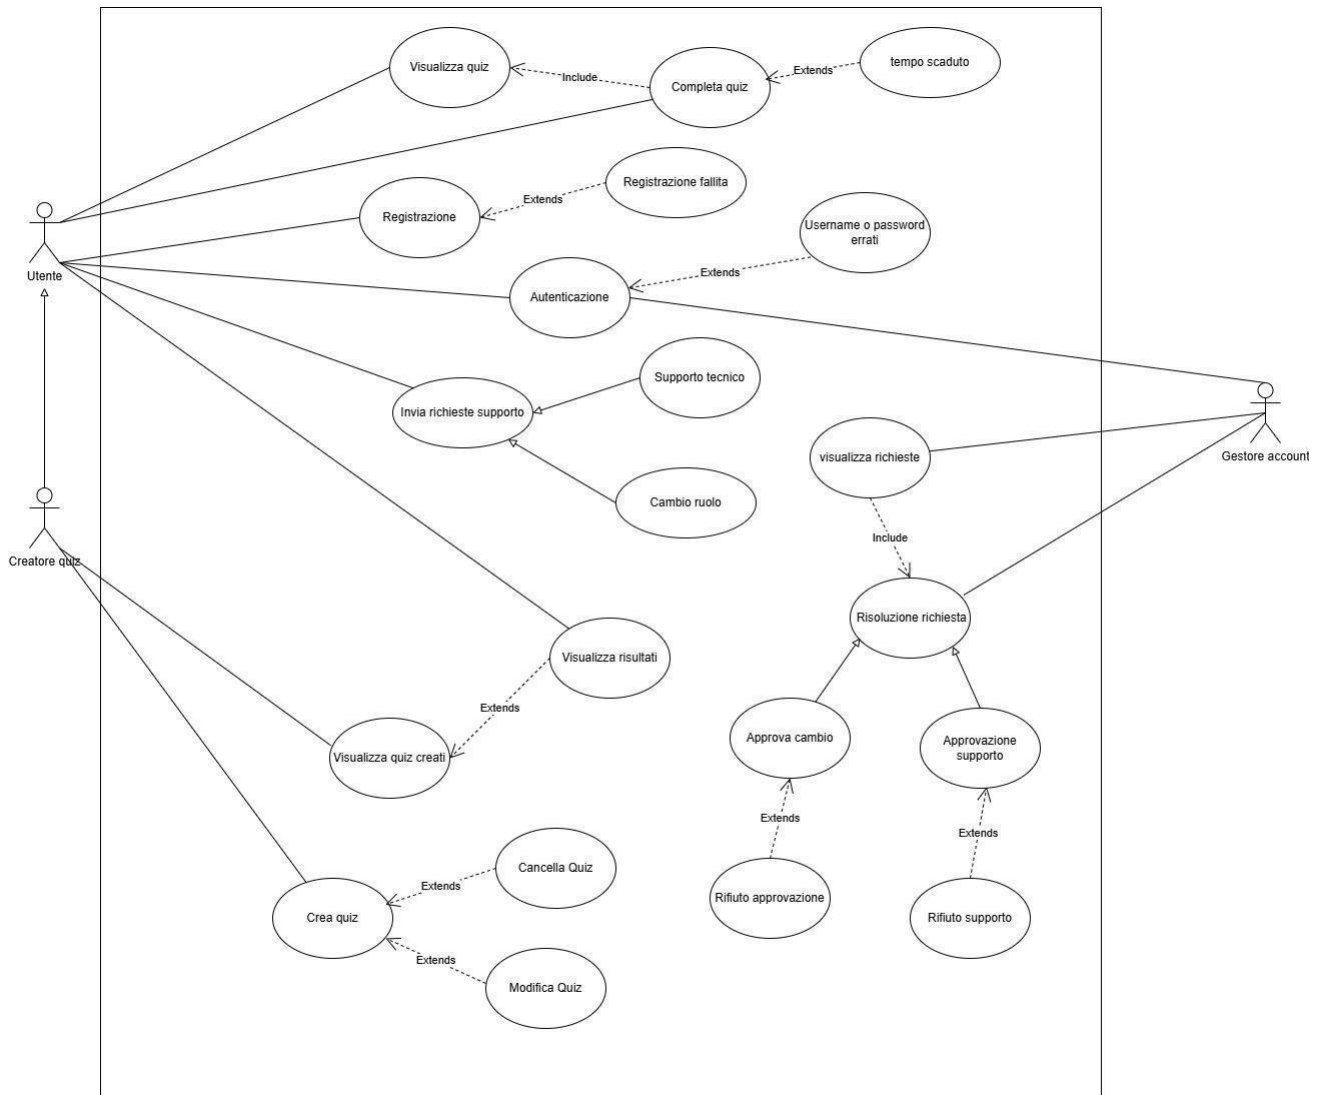 Visualizza quiz
Include
Completa quiz
Extends
tempo scaduto
Registrazione
Extends
Registrazione fallita
Username o password
errati
Extends
Autenticazione
Utente
Supporto tecnico
Invia richieste supporto
Cambio ruolo
visualizza richieste
Gestore account
Include
Creatore quiz
Risoluzione richiesta
Visualizza risultati
Extends
Visualizza quiz creati
Approva cambio
Approvazione
supporto
Extends
Extends
Rifiuto approvazione
Rifiuto supporto
Cancella Quiz
Extends
Crea quiz
Extends
Modifica Quiz